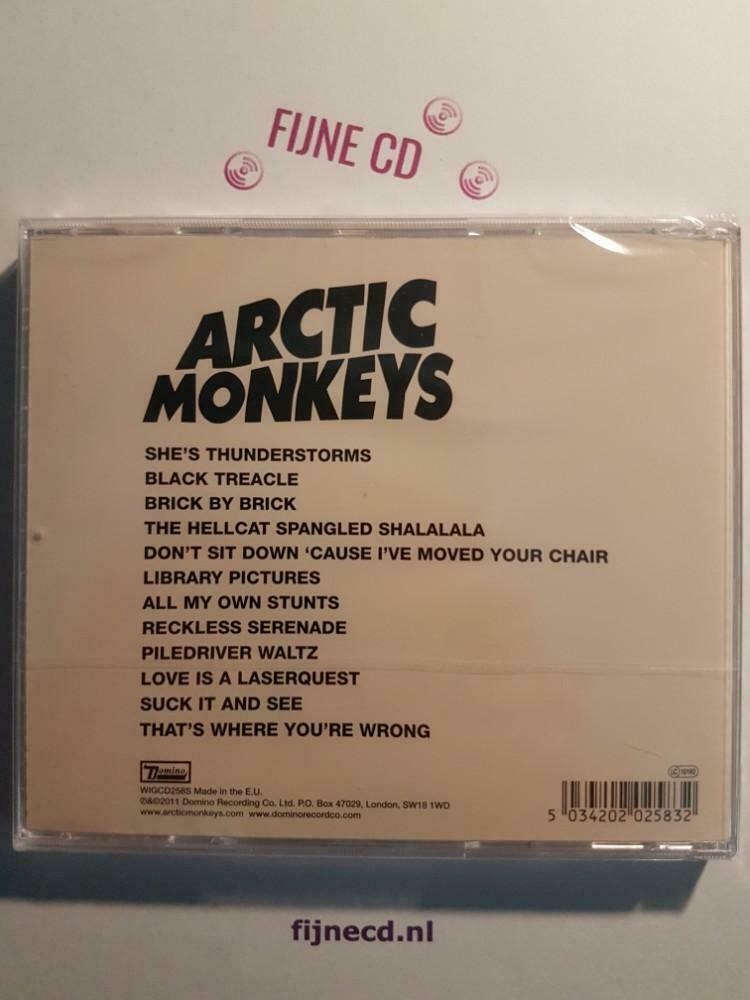 FIJNE CD
ARCTIC
MONKEYS
SHE'S THUNDERSTORMS
BLACK TREACLE
BRICK BY BRICK
THE HELLCAT SPANGLED SHALALALA
DON'T SIT DOWN 'CAUSE I'VE MOVED YOUR CHAIR
LIBRARY PICTURES
ALL MY OWN STUNTS
RECKLESS SERENADE
PILEDRIVER WALTZ
LOVE IS A LASERQUEST
SUCK IT AND SEE
THAT'S WHERE YOU'RE WRONG
Domino
WIGCD258S Made in the E.U.
℗&©2011 Domino Recording Co. Ltd. P.O. Box 47029, London, SW18 1WD
www.arcticmonkeys.com www.dominorecordco.com
5 034202 025832
fijnecd.nl